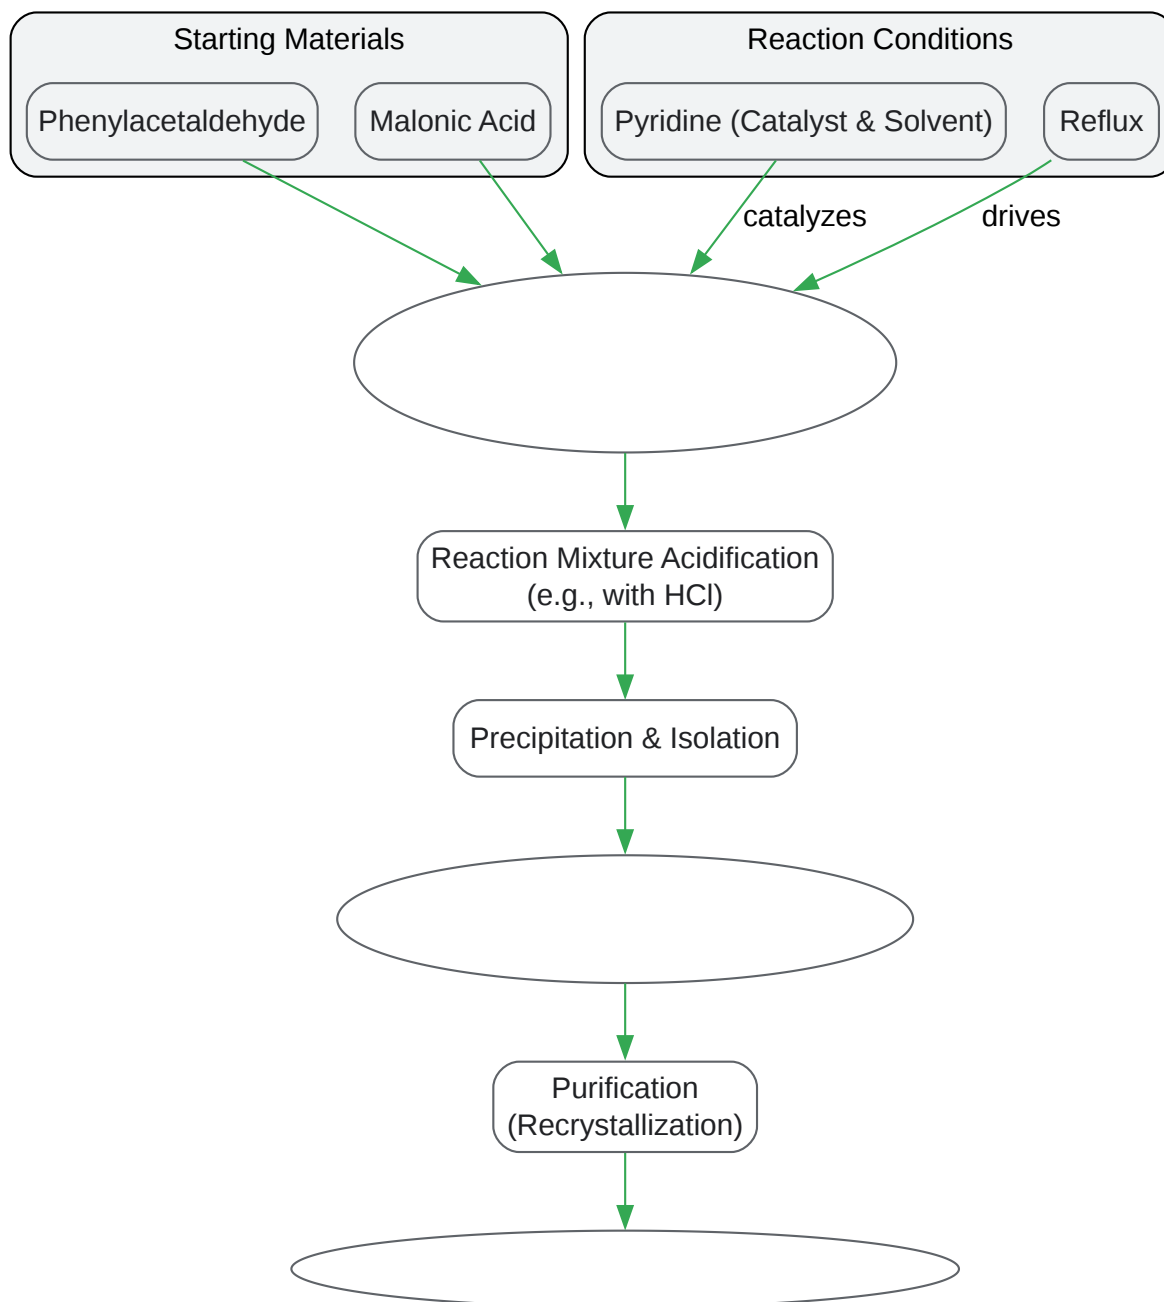 Starting Materials
Reaction Conditions
Phenylacetaldehyde
Malonic Acid
Pyridine (Catalyst & Solvent)
Reflux
catalyzes
drives
Reaction Mixture Acidification
(e.g., with HCl)
Precipitation & Isolation
Purification
(Recrystallization)